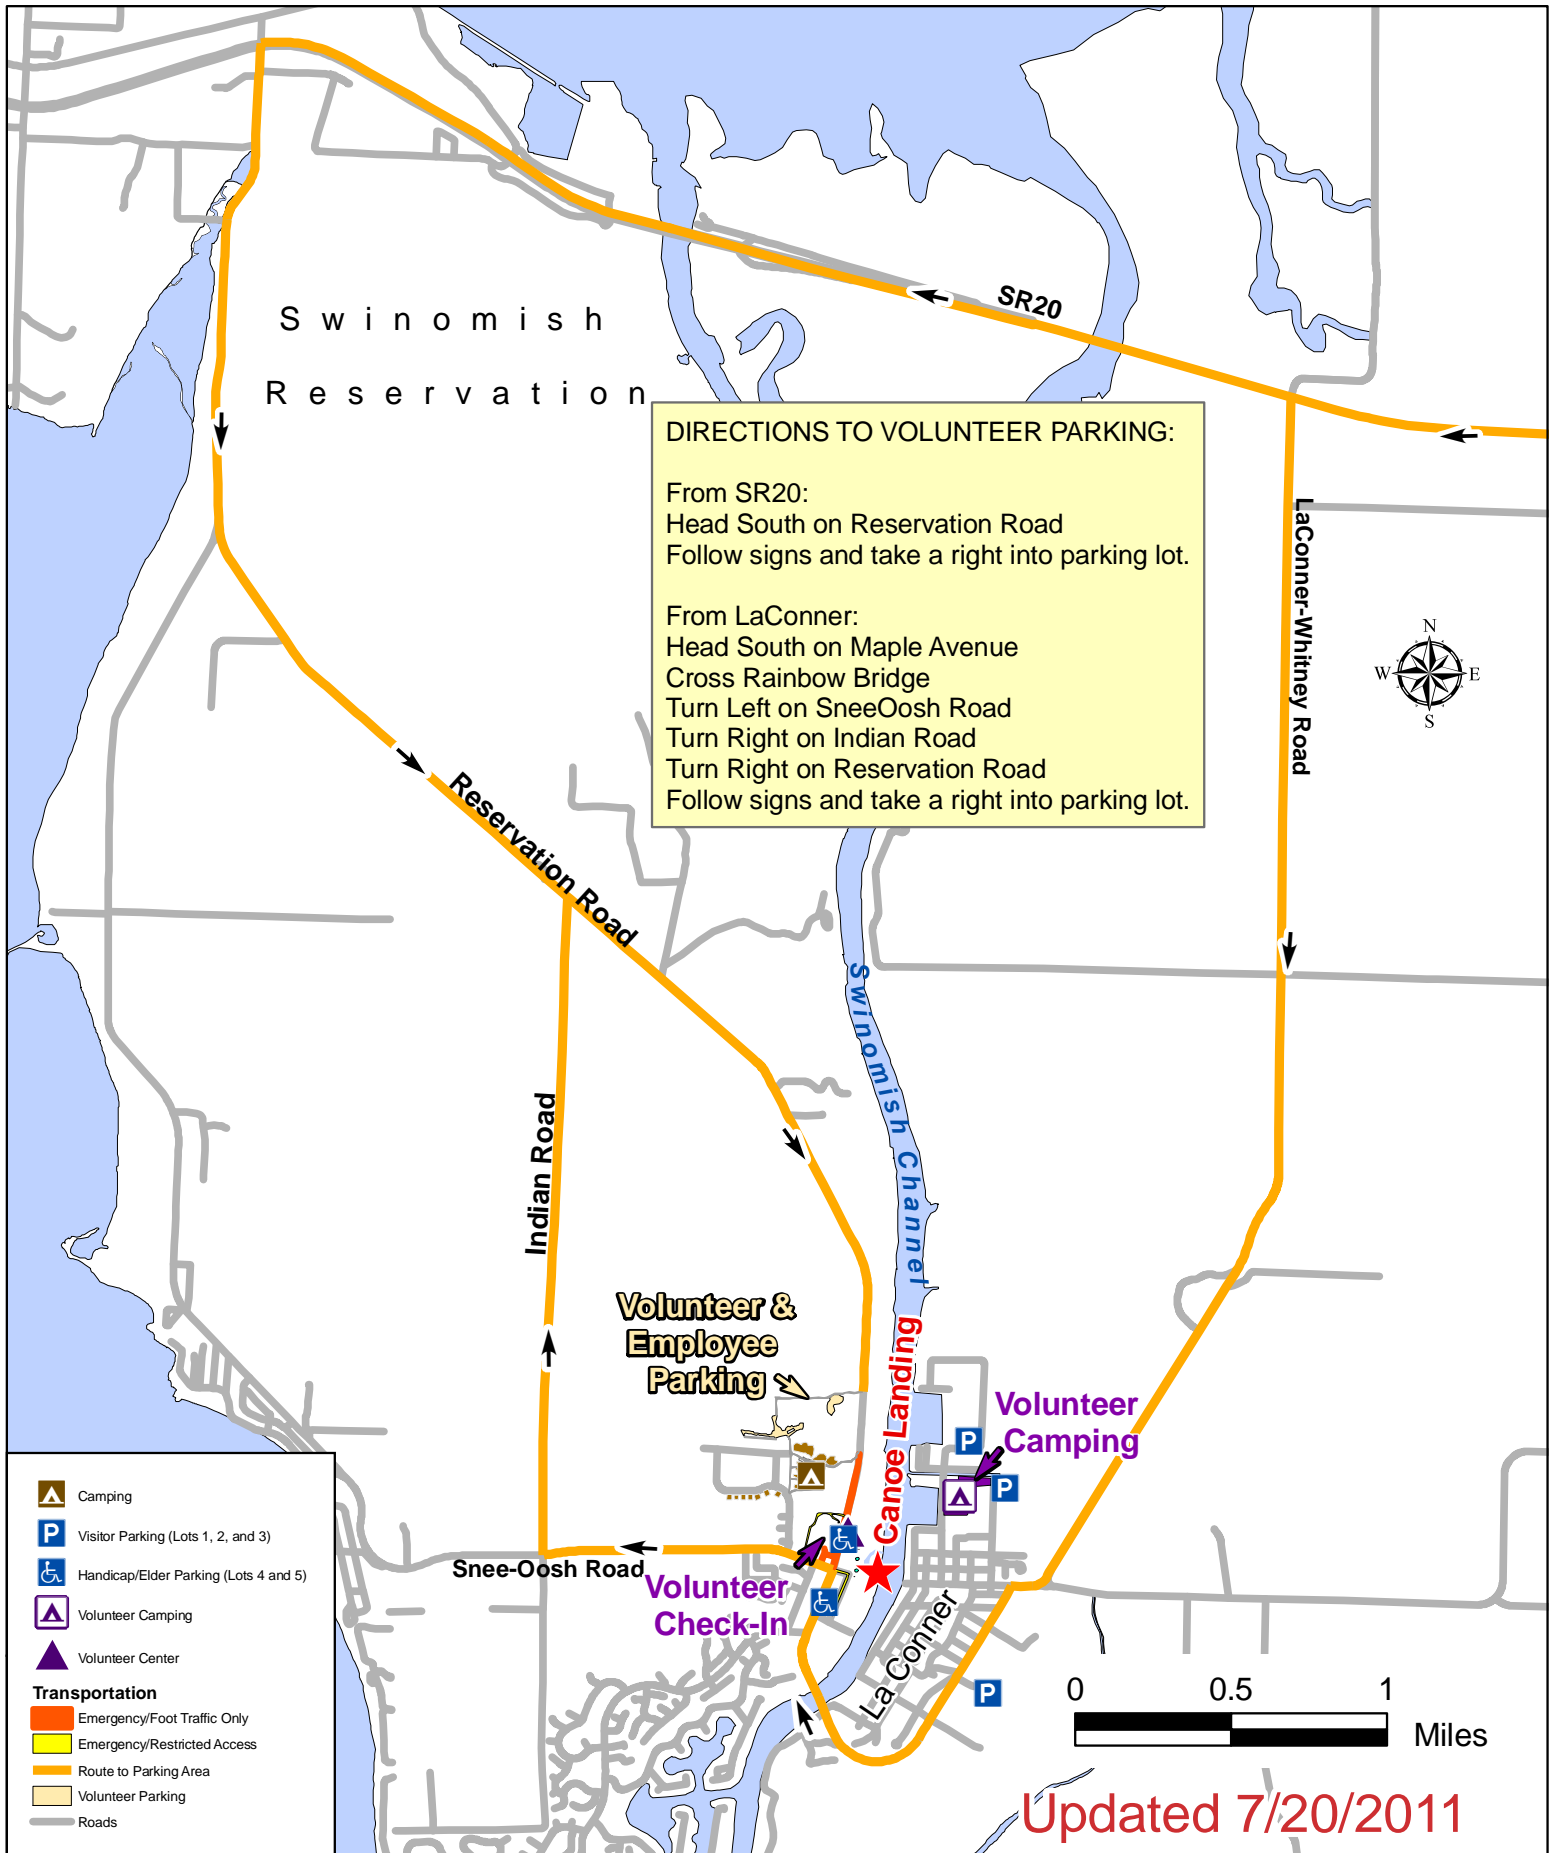 SR20
Swinomish
Reservation
DIRECTIONS TO VOLUNTEER PARKING:
From SR20:
Head South on Reservation Road
Follow signs and take a right into parking lot.
From LaConner:
Head South on Maple Avenue
Cross Rainbow Bridge
Turn Left on SneeOosh Road
Turn Right on Indian Road
Turn Right on Reservation Road
Follow signs and take a right into parking lot.
LaConner-Whitney Road
N
W E
S
Reservation Road
Swinomish Channel
Indian Road
Volunteer &
Employee
Parking
Canoe Landing
Volunteer
Camping
P
P
Snee-Oosh Road
Volunteer
Check-In
La Conner
P
Camping
P Visitor Parking (Lots 1, 2, and 3)
Handicap/Elder Parking (Lots 4 and 5)
Volunteer Camping
Volunteer Center
Transportation
Emergency/Foot Traffic Only
Emergency/Restricted Access
Route to Parking Area
Volunteer Parking
Roads
0 0.5 1
Miles
Updated 7/20/2011